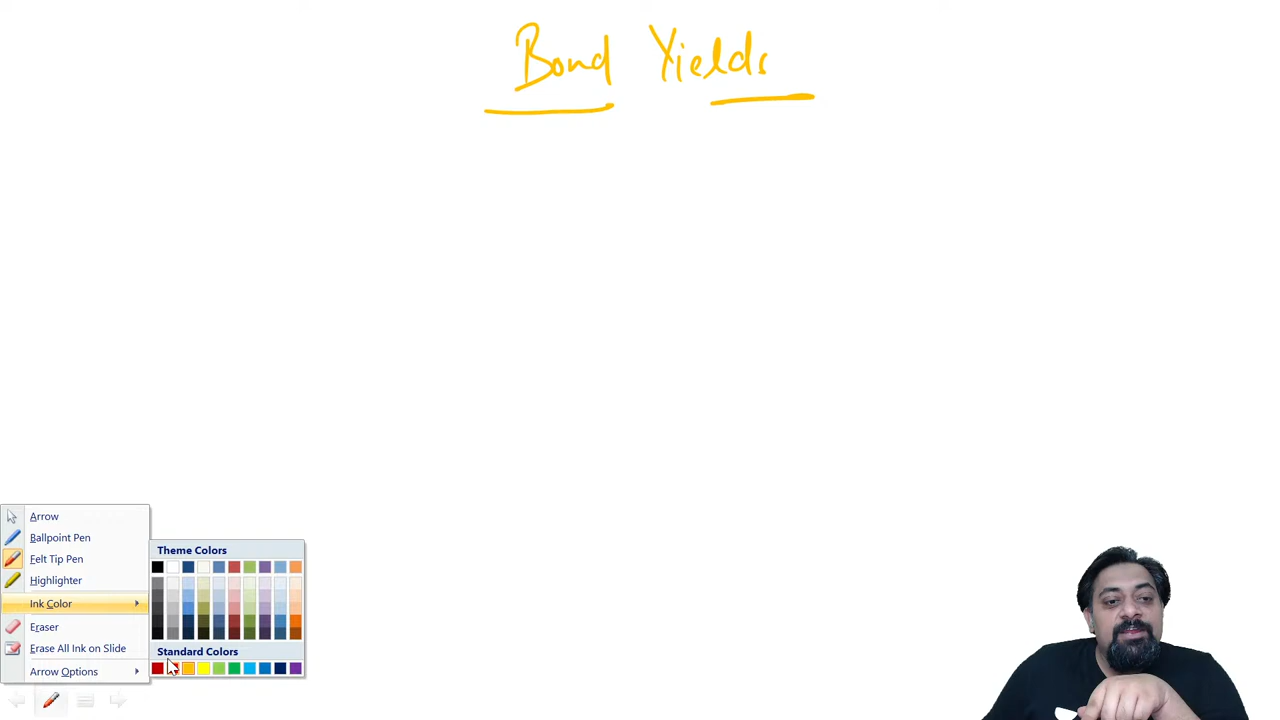 Bond Yields
Arrow
Ballpoint Pen
Felt Tip Pen
Highlighter
Ink Color
Eraser
Erase All Ink on Slide
Arrow Options
Theme Colors
Standard Colors